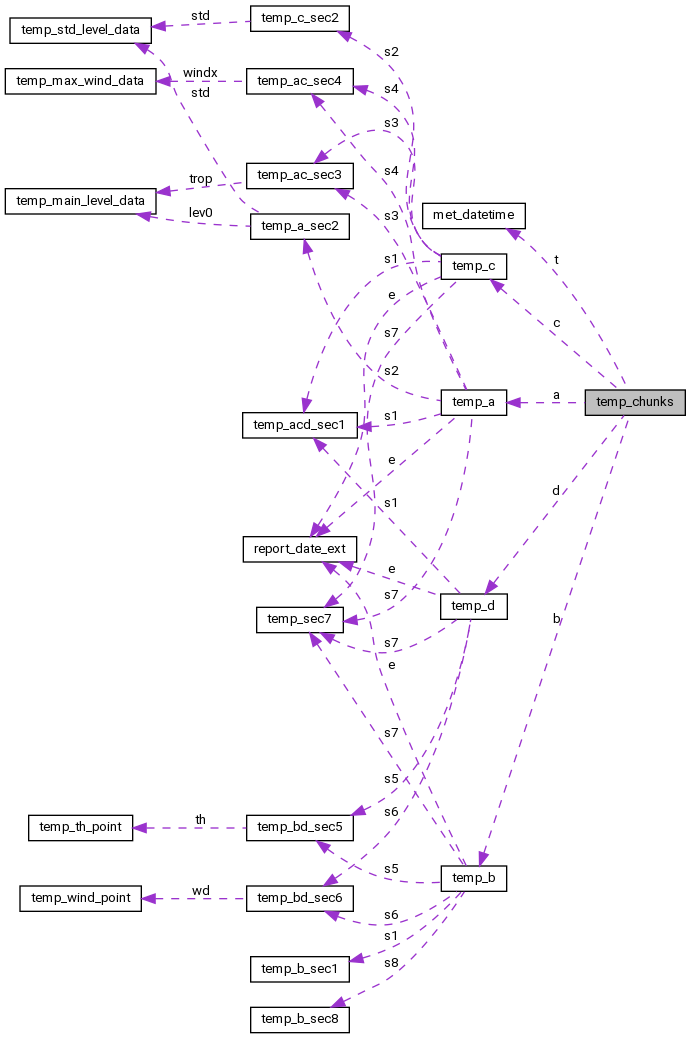 std
temp_c_sec2
temp_std_level_data
s2
windx
temp_max_wind_data
temp_ac_sec4
std
s4
s3
s4
trop
temp_ac_sec3
temp_main_level_data
lev0
temp_a_sec2
s3
met_datetime
s1
temp_c
t
e
c
s7
s2
temp_a
a
temp_chunks
temp_acd_sec1
s1
e
d
s1
report_date_ext
e
temp_d
s7
temp_sec7
b
s7
e
s7
s5
s6
temp_th_point
th
temp_bd_sec5
s5
temp_b
temp_wind_point
wd
temp_bd_sec6
s6
s1
temp_b_sec1
s8
temp_b_sec8